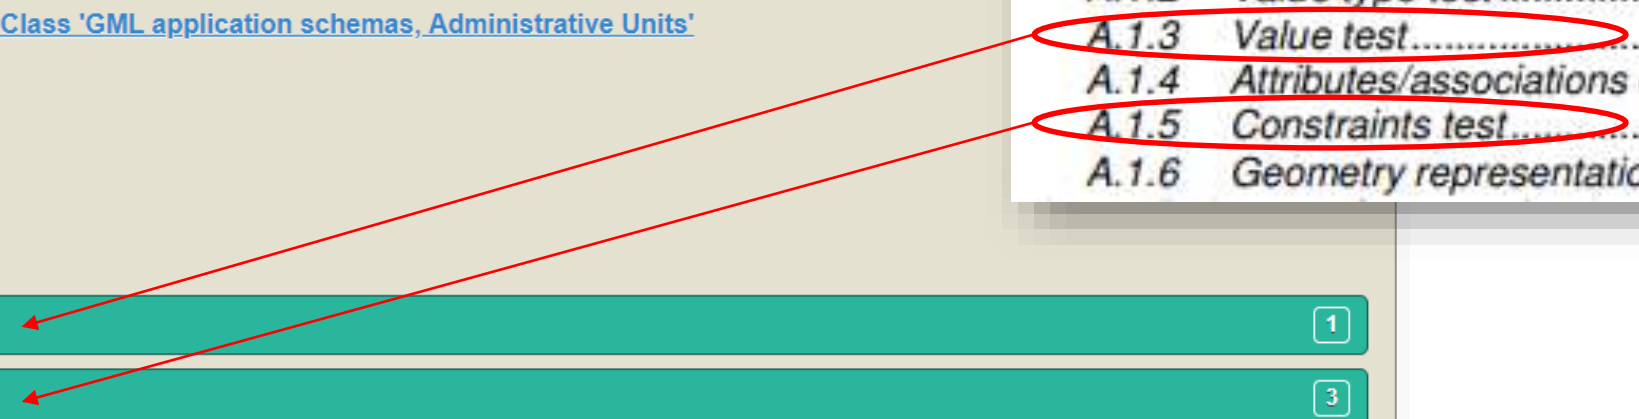 Class 'GML application schemas, Administrative Units'
A.1.3 Value test
A.1.4 Attributes/associations
A.1.5 Constraints test
A.1.6 Geometry
1
3